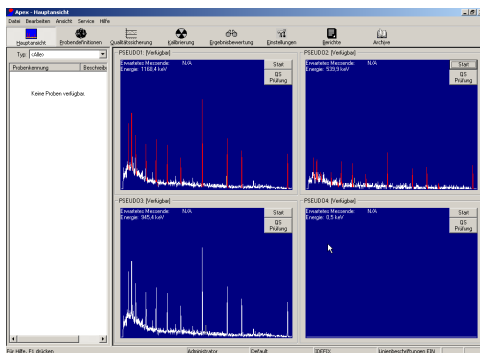 Apex - Hauptansicht
Datei Bearbeiten Ansicht Service Hilfe
Hauptansicht Probendefinitionen Qualitätssicherung Kalibrierung Ergebnisbewertung Einstellungen Berichte Archive
Typ: <Alle>
Probenkennung Beschreib
Keine Proben verfügbar.
PSEUDO1: [Verfügbar]
Erwartetes Messende: N/A
Energie: 1168,4 keV
Start
QS
Prüfung
PSEUDO2: [Verfügbar]
Erwartetes Messende: N/A
Energie: 539,9 keV
Start
QS
Prüfung
PSEUDO3: [Verfügbar]
Erwartetes Messende: N/A
Energie: 945,4 keV
Start
QS
Prüfung
PSEUDO4: [Verfügbar]
Erwartetes Messende: N/A
Energie: 0,5 keV
Start
QS
Prüfung
Für Hilfe, F1 drücken Administrator Default IDEFIX Linienbeschriftungen EIN